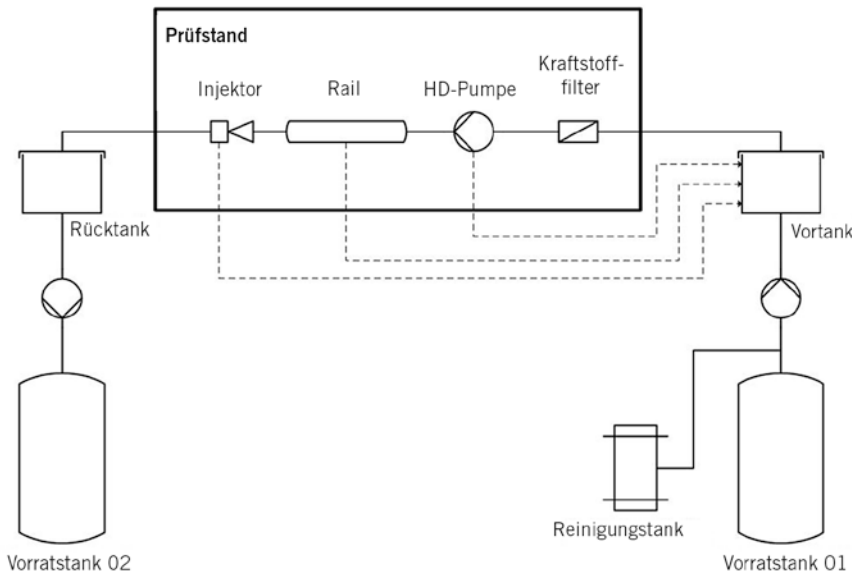 Prüfstand
Injektor
Rail
HD-Pumpe
Kraftstoff-
filter
Rücktank
Vortank
Reinigungstank
Vorratstank 02
Vorratstank 01